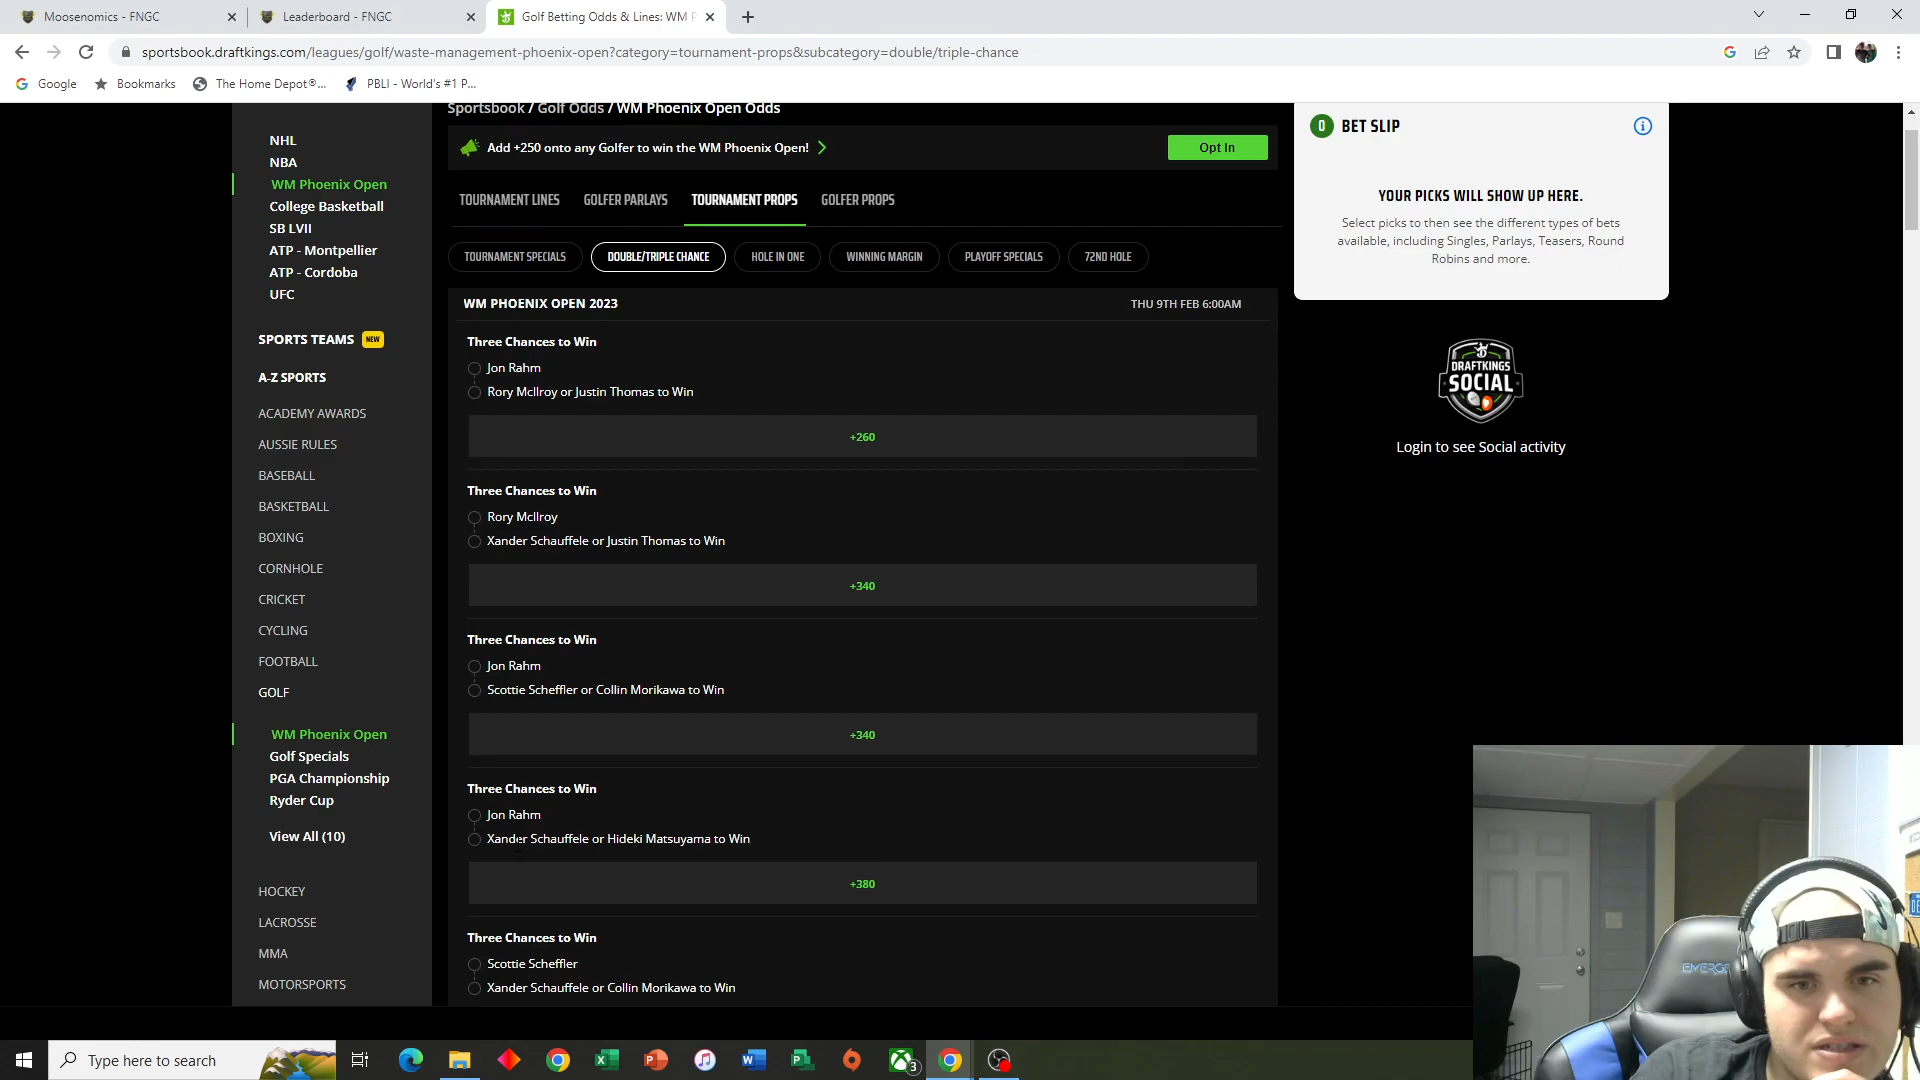 Moosenomics - FNGC
Leaderboard - FNGC
Golf Betting Odds & Lines: WM P
sportsbook.draftkings.com/leagues/golf/waste-management-phoenix-open?category=tournament-props&subcategory=double/triple-chance
Google
Bookmarks
The Home Depot®...
PBLI - World's #1 P...
Sportsbook / Golf Odds / WM Phoenix Open Odds
Add +250 onto any Golfer to win the WM Phoenix Open!
Opt In
TOURNAMENT LINES
GOLFER PARLAYS
TOURNAMENT PROPS
GOLFER PROPS
TOURNAMENT SPECIALS
DOUBLE/TRIPLE CHANCE
HOLE IN ONE
WINNING MARGIN
PLAYOFF SPECIALS
72ND HOLE
WM PHOENIX OPEN 2023
THU 9TH FEB 6:00AM
Three Chances to Win
Jon Rahm
Rory McIlroy or Justin Thomas to Win
+260
Three Chances to Win
Rory McIlroy
Xander Schauffele or Justin Thomas to Win
+340
Three Chances to Win
Jon Rahm
Scottie Scheffler or Collin Morikawa to Win
+340
Three Chances to Win
Jon Rahm
Xander Schauffele or Hideki Matsuyama to Win
+380
Three Chances to Win
Scottie Scheffler
Xander Schauffele or Collin Morikawa to Win
NHL
NBA
WM Phoenix Open
College Basketball
SB LVII
ATP - Montpellier
ATP - Cordoba
UFC
SPORTS TEAMS NEW
A-Z SPORTS
ACADEMY AWARDS
AUSSIE RULES
BASEBALL
BASKETBALL
BOXING
CORNHOLE
CRICKET
CYCLING
FOOTBALL
GOLF
WM Phoenix Open
Golf Specials
PGA Championship
Ryder Cup
View All (10)
HOCKEY
LACROSSE
MMA
MOTORSPORTS
0 BET SLIP
YOUR PICKS WILL SHOW UP HERE.
Select picks to then see the different types of bets
available, including Singles, Parlays, Teasers, Round
Robins and more.
DRAFTKINGS
SOCIAL
Login to see Social activity
Type here to search
3